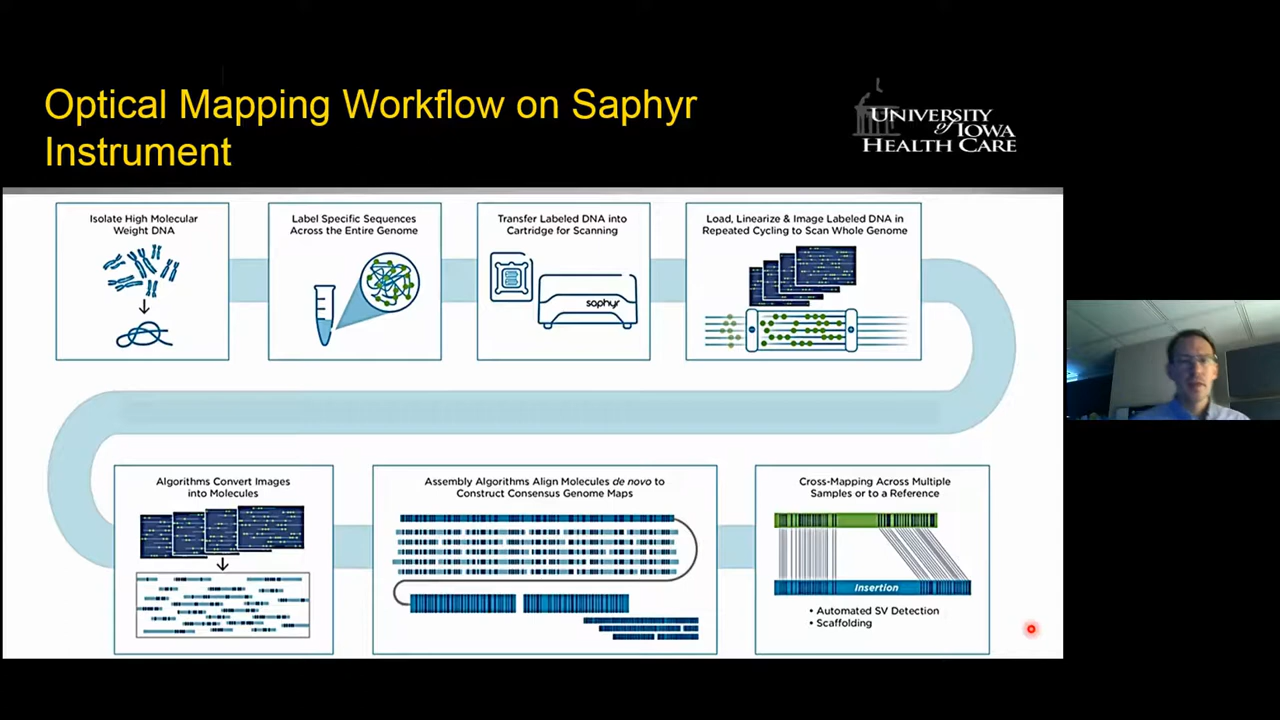 Optical Mapping Workflow on Saphyr
Instrument
UNIVERSITY
of IOWA
HEALTH CARE
Isolate High Molecular
Weight DNA
Label Specific Sequences
Across the Entire Genome
Transfer Labeled DNA into
Cartridge for Scanning
saphyr
Load, Linearize & Image Labeled DNA in
Repeated Cycling to Scan Whole Genome
Algorithms Convert Images
into Molecules
Assembly Algorithms Align Molecules de novo to
Construct Consensus Genome Maps
Cross-Mapping Across Multiple
Samples or to a Reference
Insertion
• Automated SV Detection
• Scaffolding